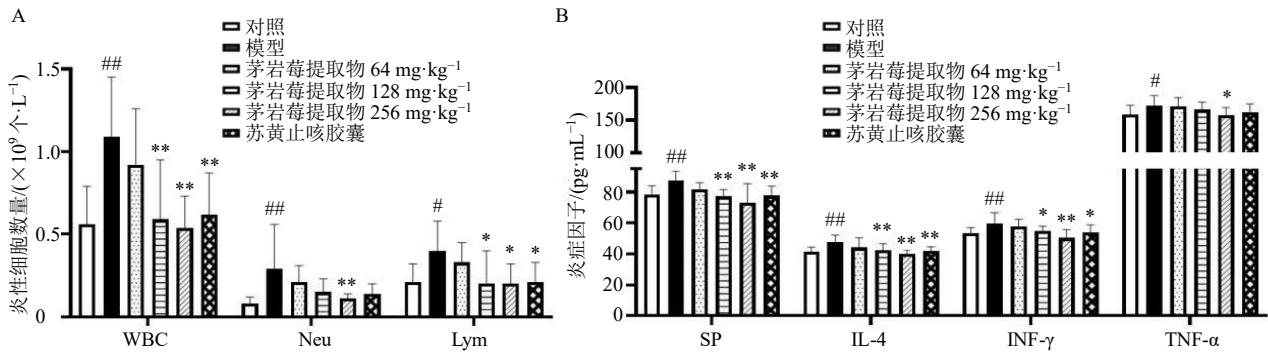 A
对照
模型
茅岩莓提取物 64 mg·kg⁻¹
茅岩莓提取物 128 mg·kg⁻¹
茅岩莓提取物 256 mg·kg⁻¹
苏黄止咳胶囊
炎性细胞数量/(×10⁹ 个·L⁻¹)
1.5
1.0
0.5
0
##
**
**
**
##
**
#
*
*
*
WBC
Neu
Lym
B
对照
模型
茅岩莓提取物 64 mg·kg⁻¹
茅岩莓提取物 128 mg·kg⁻¹
茅岩莓提取物 256 mg·kg⁻¹
苏黄止咳胶囊
炎症因子/(pg·mL⁻¹)
200
150
100
80
60
40
20
0
##
**
**
**
##
**
**
**
##
*
**
*
#
*
SP
IL-4
INF-γ
TNF-α